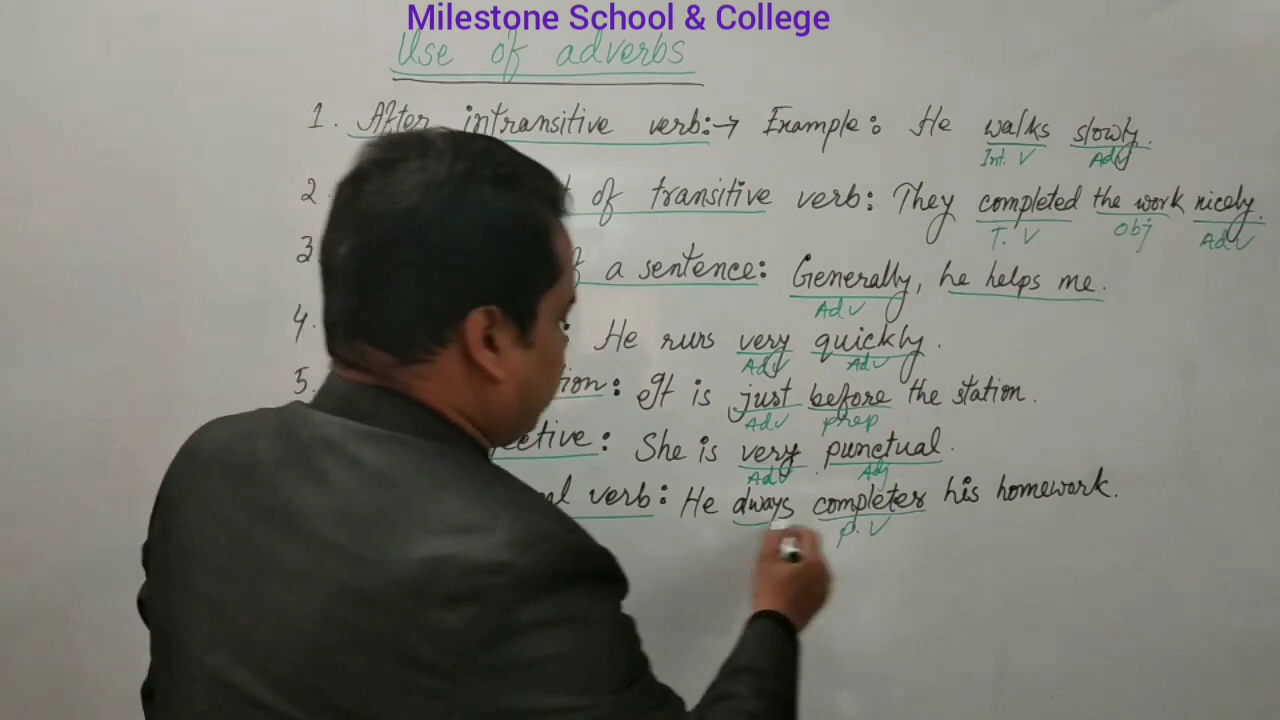 Milestone School & College
Use of adverbs
1. After intransitive verb:→ Example: He walks slowly.
Int. V Adv
2. of transitive verb: They completed the work nicely.
T. V Obj Adv
3 of a sentence: Generally, he helps me.
Adv
4. : He runs very quickly.
Adv Adv
5. tion: It is just before the station.
Adv prep
ective: She is very punctual.
Adv Adj
verb: He always completes his homework.
P. V